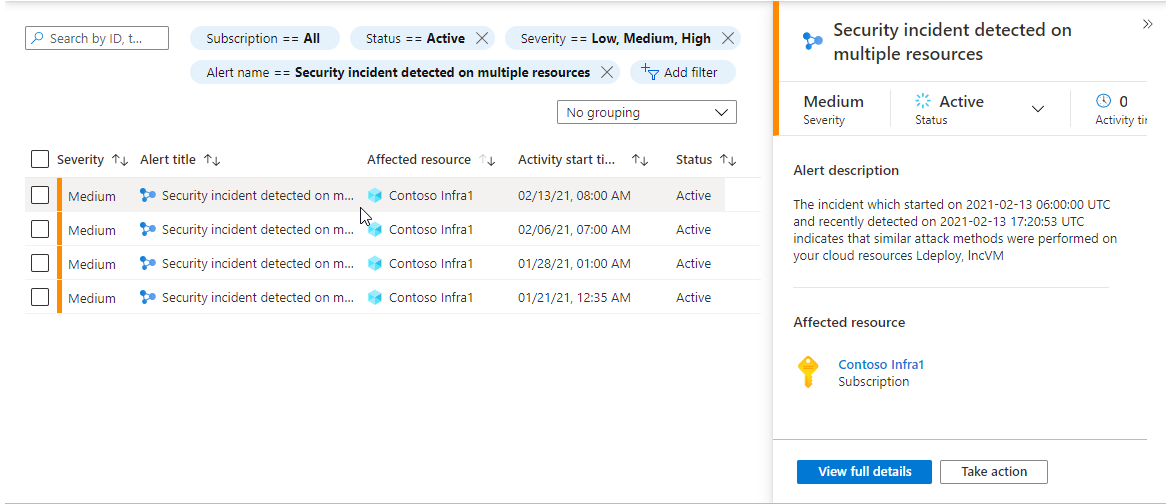 Search by ID, t...
Subscription == All
Status == Active
Severity == Low, Medium, High
Alert name == Security incident detected on multiple resources
Add filter
No grouping
Severity Alert title Affected resource Activity start ti... Status
Medium Security incident detected on m... Contoso Infra1 02/13/21, 08:00 AM Active
Medium Security incident detected on m... Contoso Infra1 02/06/21, 07:00 AM Active
Medium Security incident detected on m... Contoso Infra1 01/28/21, 01:00 AM Active
Medium Security incident detected on m... Contoso Infra1 01/21/21, 12:35 AM Active
Security incident detected on
multiple resources
Medium Active 0
Severity Status Activity tir
Alert description
The incident which started on 2021-02-13 06:00:00 UTC
and recently detected on 2021-02-13 17:20:53 UTC
indicates that similar attack methods were performed on
your cloud resources Ldeploy, lncVM
Affected resource
Contoso Infra1
Subscription
View full details Take action